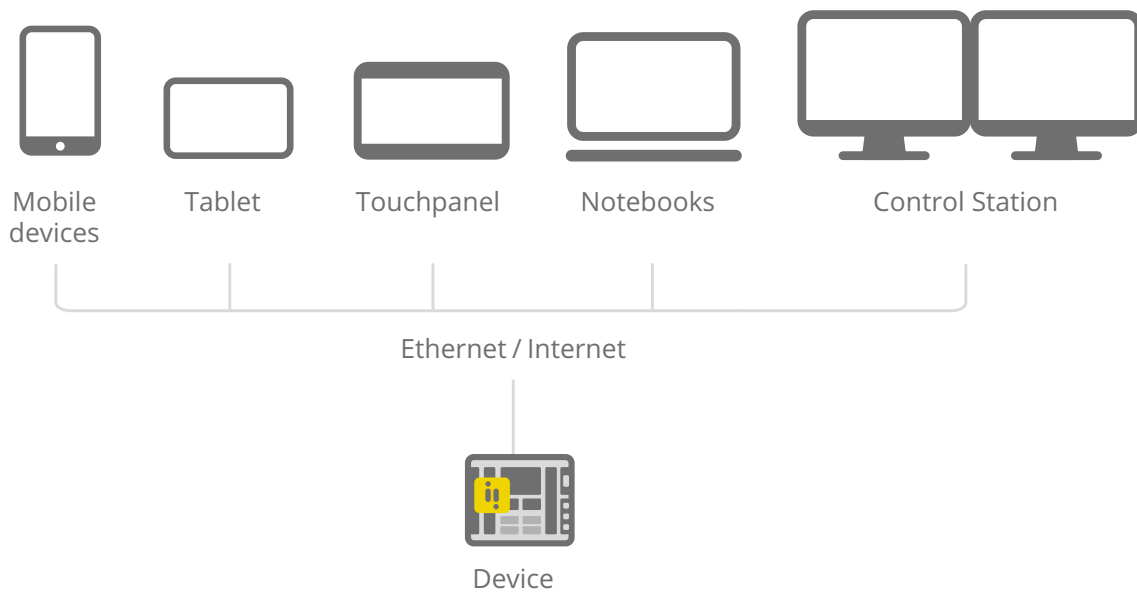 Mobile
devices
Tablet
Touchpanel
Notebooks
Control Station
Ethernet / Internet
Device